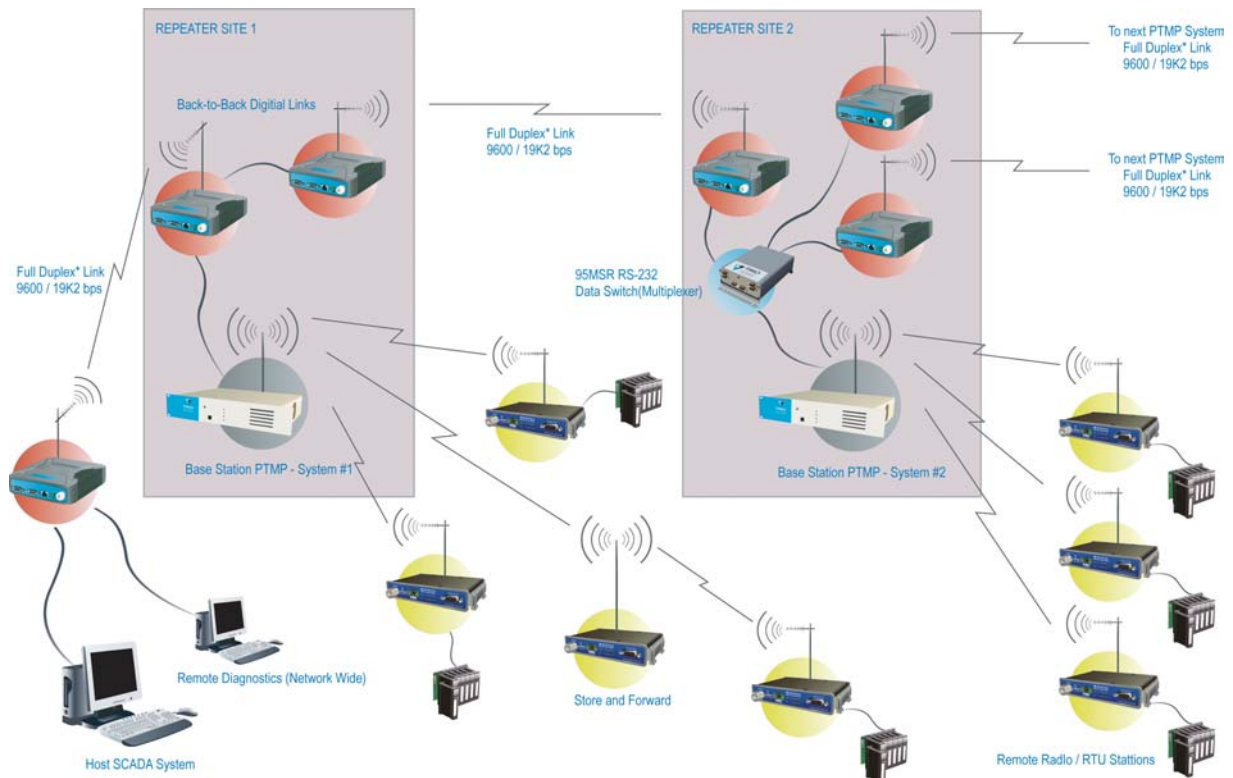 REPEATER SITE 1
REPEATER SITE 2
To next PTMP System
Full Duplex* Link
9600 / 19K2 bps
Back-to-Back Digitial Links
Full Duplex* Link
9600 / 19K2 bps
To next PTMP System
Full Duplex* Link
9600 / 19K2 bps
Full Duplex* Link
9600 / 19K2 bps
95MSR RS-232
Data Switch(Multiplexer)
Base Station PTMP - System #1
Base Station PTMP - System #2
Remote Diagnostics (Network Wide)
Store and Forward
Host SCADA System
Remote Radlo / RTU Stattions